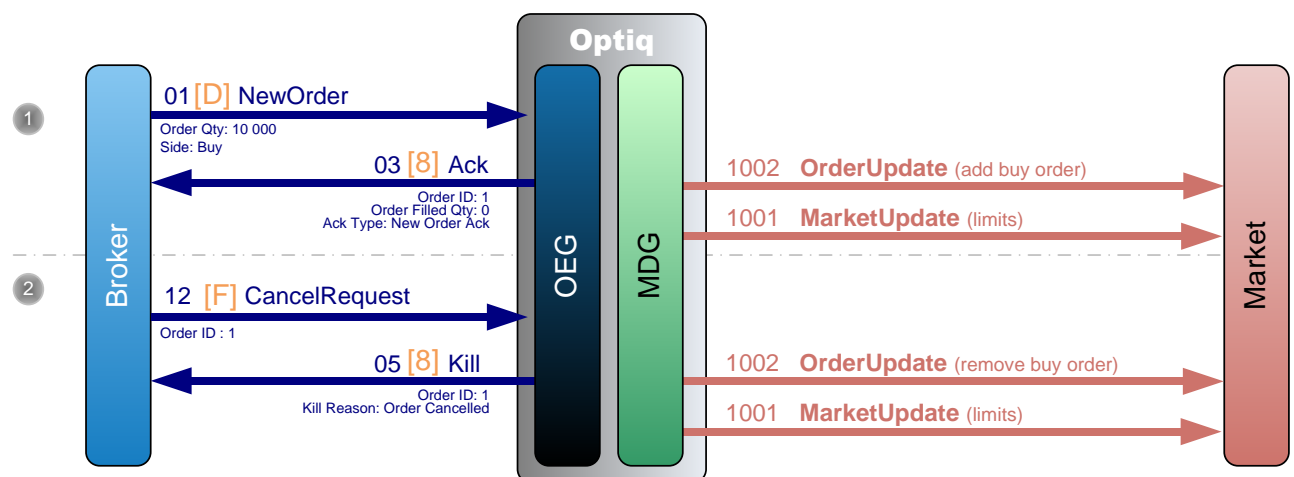 Optiq
1
01 [D] NewOrder
Order Qty: 10 000
Side: Buy
03 [8] Ack
Order ID: 1
Order Filled Qty: 0
Ack Type: New Order Ack
1002 OrderUpdate (add buy order)
1001 MarketUpdate (limits)
Broker
OEG
MDG
Market
2
12 [F] CancelRequest
Order ID : 1
05 [8] Kill
Order ID: 1
Kill Reason: Order Cancelled
1002 OrderUpdate (remove buy order)
1001 MarketUpdate (limits)